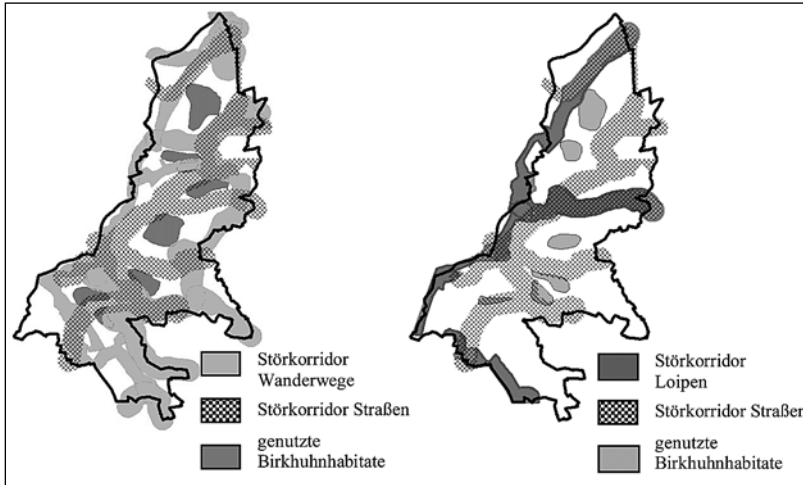 Störkorridor
Wanderwege
Störkorridor Straßen
genutzte
Birkhuhnhabitate
Störkorridor
Loipen
Störkorridor Straßen
genutzte
Birkhuhnhabitate